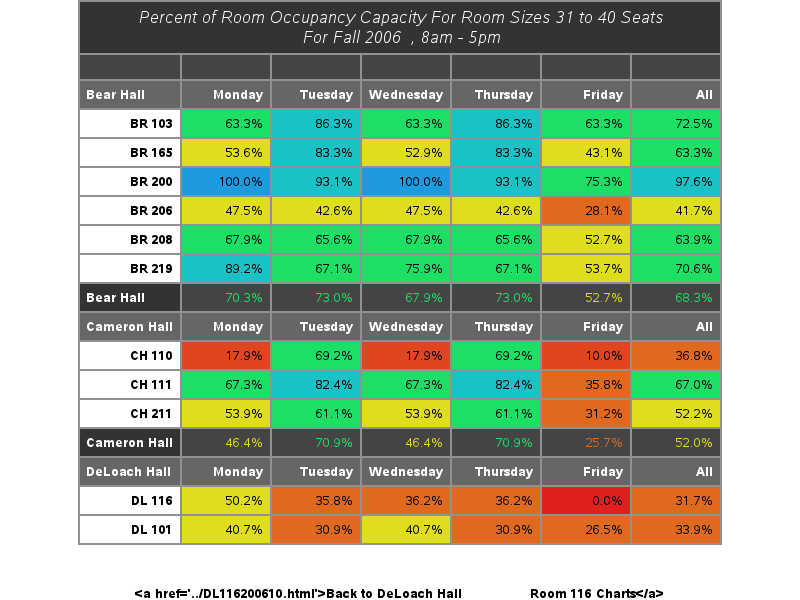 Percent of Room Occupancy Capacity For Room Sizes 31 to 40 Seats
For Fall 2006 , 8am - 5pm
Bear Hall Monday Tuesday Wednesday Thursday Friday All
BR 103 63.3% 86.3% 63.3% 86.3% 63.3% 72.5%
BR 165 53.6% 83.3% 52.9% 83.3% 43.1% 63.3%
BR 200 100.0% 93.1% 100.0% 93.1% 75.3% 97.6%
BR 206 47.5% 42.6% 47.5% 42.6% 28.1% 41.7%
BR 208 67.9% 65.6% 67.9% 65.6% 52.7% 63.9%
BR 219 89.2% 67.1% 75.9% 67.1% 53.7% 70.6%
Bear Hall 70.3% 73.0% 67.9% 73.0% 52.7% 68.3%
Cameron Hall Monday Tuesday Wednesday Thursday Friday All
CH 110 17.9% 69.2% 17.9% 69.2% 10.0% 36.8%
CH 111 67.3% 82.4% 67.3% 82.4% 35.8% 67.0%
CH 211 53.9% 61.1% 53.9% 61.1% 31.2% 52.2%
Cameron Hall 46.4% 70.9% 46.4% 70.9% 25.7% 52.0%
DeLoach Hall Monday Tuesday Wednesday Thursday Friday All
DL 116 50.2% 35.8% 36.2% 36.2% 0.0% 31.7%
DL 101 40.7% 30.9% 40.7% 30.9% 26.5% 33.9%
<a href='../DL116200610.html'>Back to DeLoach Hall Room 116 Charts</a>